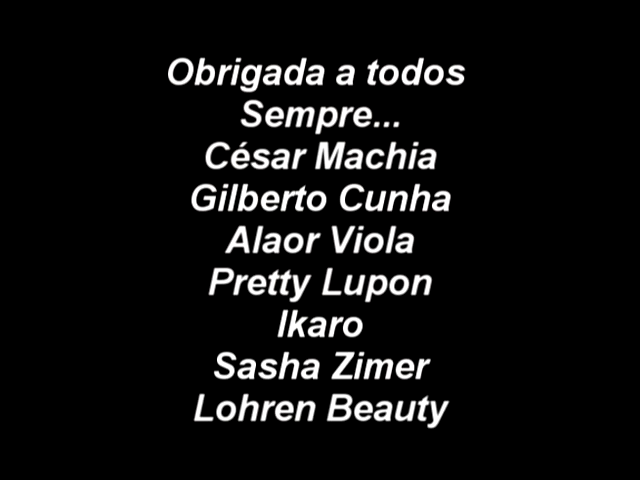 Obrigada a todos
Sempre...
César Machia
Gilberto Cunha
Alaor Viola
Pretty Lupon
Ikaro
Sasha Zimer
Lohren Beauty